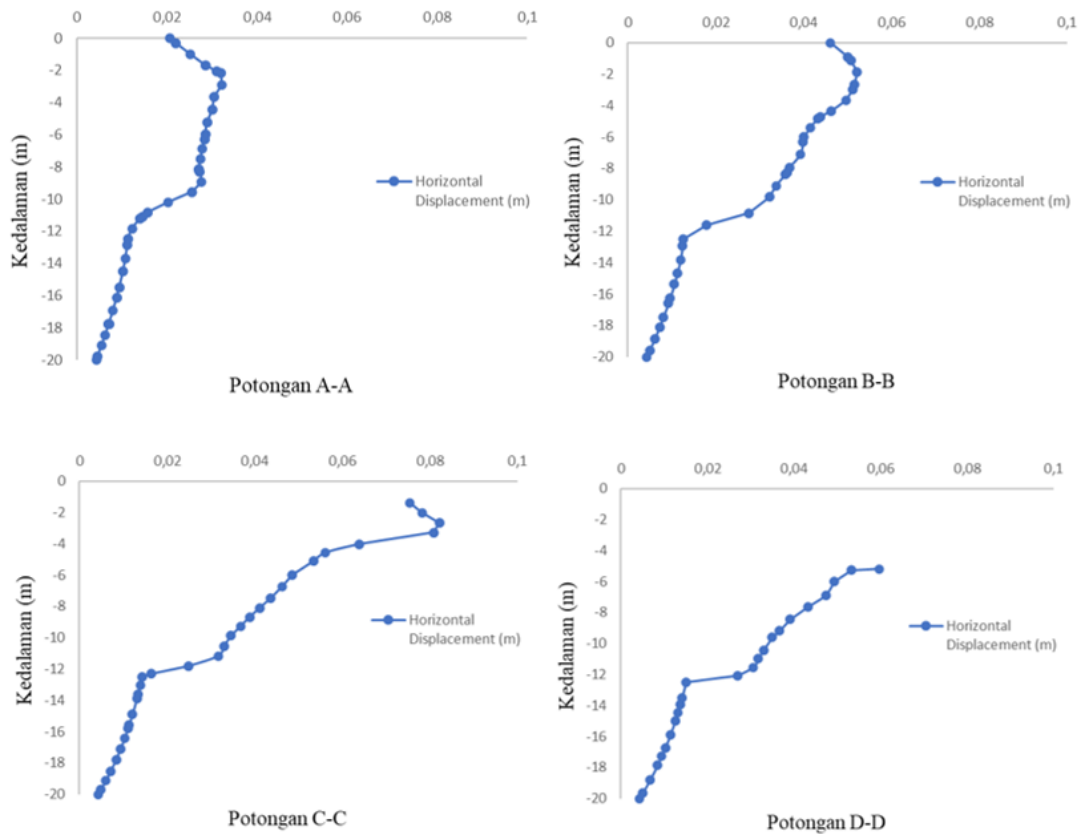 0 0,02 0,04 0,06 0,08 0,1
0
-2
-4
-6
-8
-10
-12
-14
-16
-18
-20
Kedalaman (m)
Horizontal
Displacement (m)
Potongan A-A
0 0,02 0,04 0,06 0,08 0,1
0
-2
-4
-6
-8
-10
-12
-14
-16
-18
-20
Kedalaman (m)
Horizontal
Displacement (m)
Potongan B-B
0 0,02 0,04 0,06 0,08 0,1
0
-2
-4
-6
-8
-10
-12
-14
-16
-18
-20
Kedalaman (m)
Horizontal
Displacement (m)
Potongan C-C
0 0,02 0,04 0,06 0,08 0,1
0
-2
-4
-6
-8
-10
-12
-14
-16
-18
-20
Kedalaman (m)
Horizontal
Displacement (m)
Potongan D-D